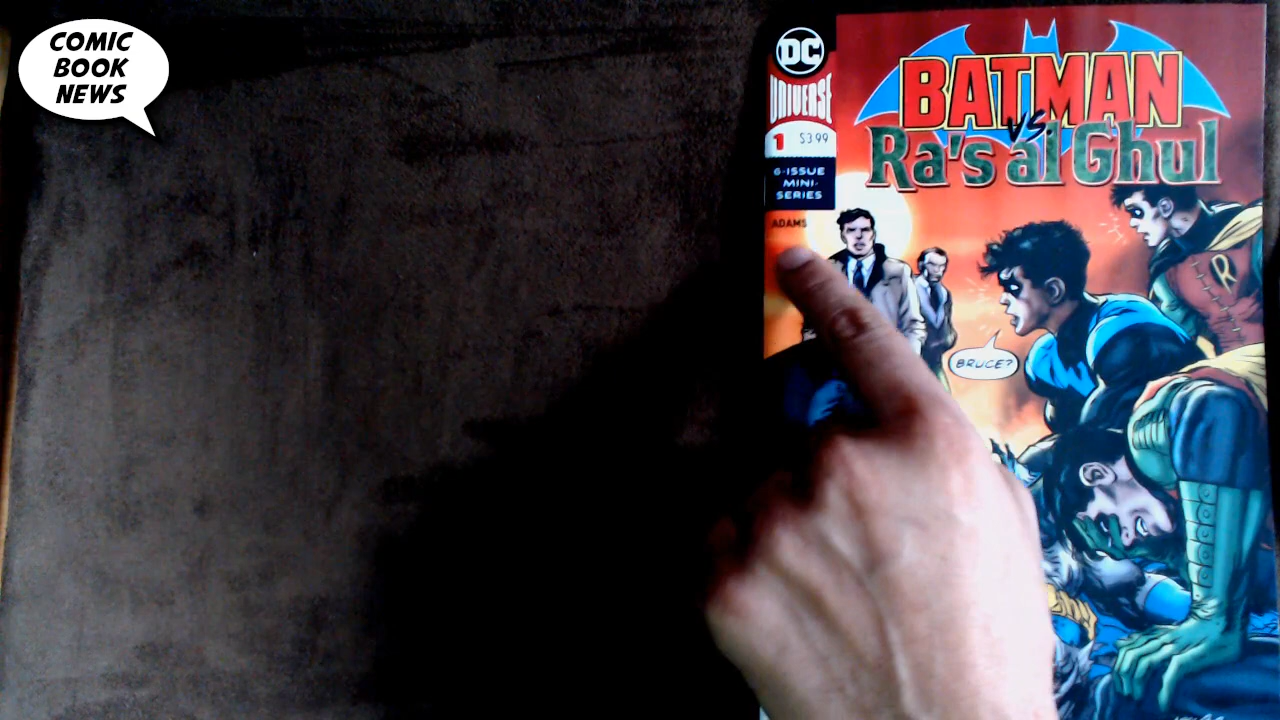 COMIC
BOOK
NEWS
DC
UNIVERSE
1 $3.99
6-ISSUE
MINI-
SERIES
ADAMS
BATMAN
VS.
Ra's al Ghul
R
BRUCE?